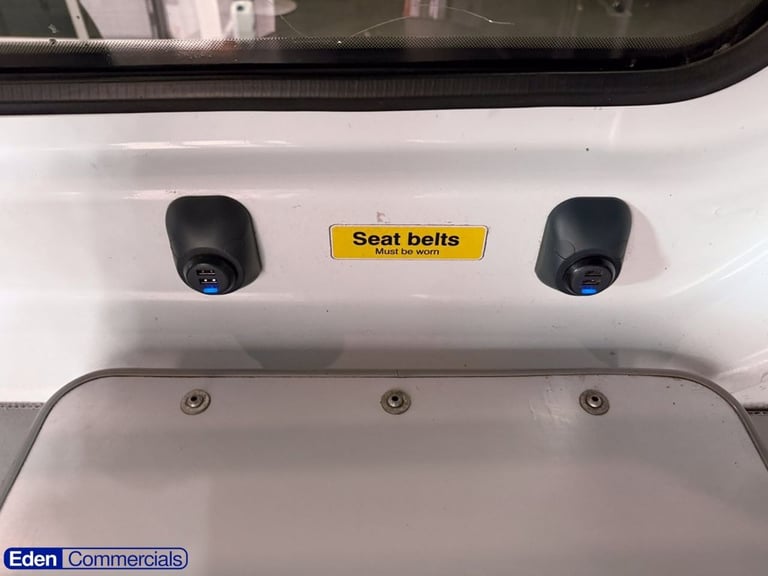 Seat belts
Must be worn
Eden Commercials